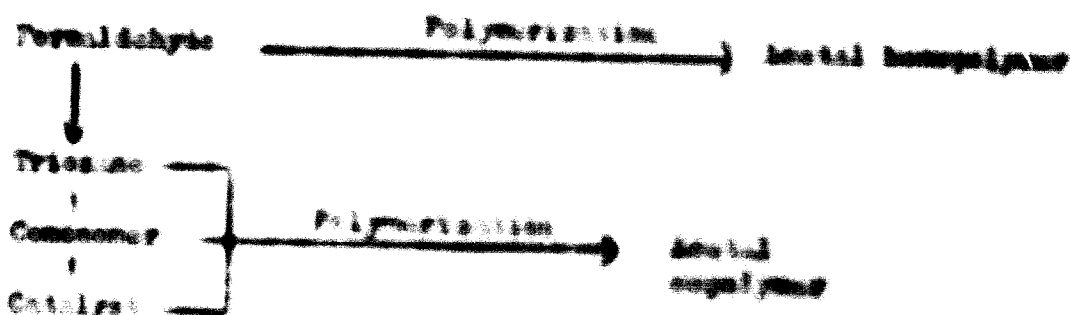 Polymerization
Formaldehyde
Acetal homopolymer
Trioxane
+
Polymerization
Comonomer
Acetal
+
copolymer
Catalyst